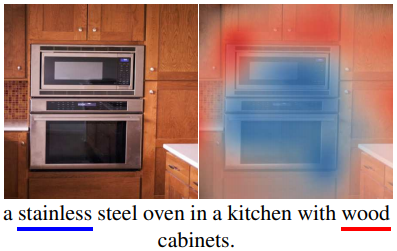 a stainless steel oven in a kitchen with wood
cabinets.